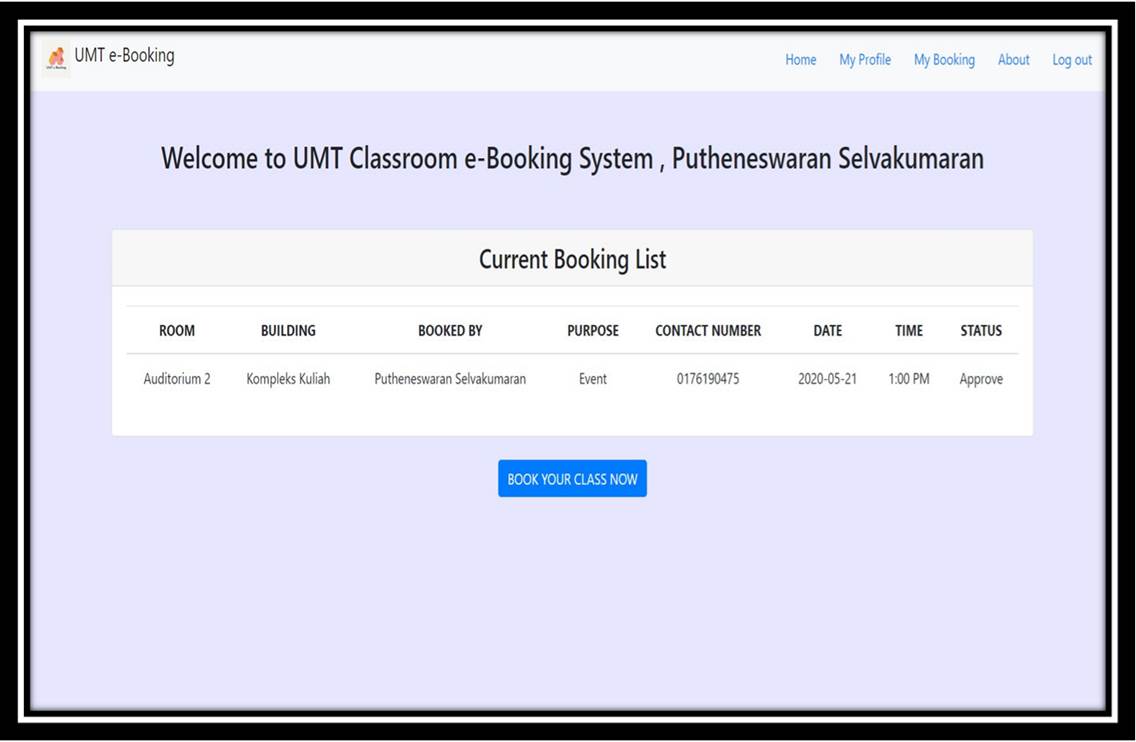 UMT e-Booking
Home My Profile My Booking About Log out
Welcome to UMT Classroom e-Booking System , Putheneswaran Selvakumaran
Current Booking List
ROOM BUILDING BOOKED BY PURPOSE CONTACT NUMBER DATE TIME STATUS
Auditorium 2 Kompleks Kuliah Putheneswaran Selvakumaran Event 0176190475 2020-05-21 1:00 PM Approve
BOOK YOUR CLASS NOW